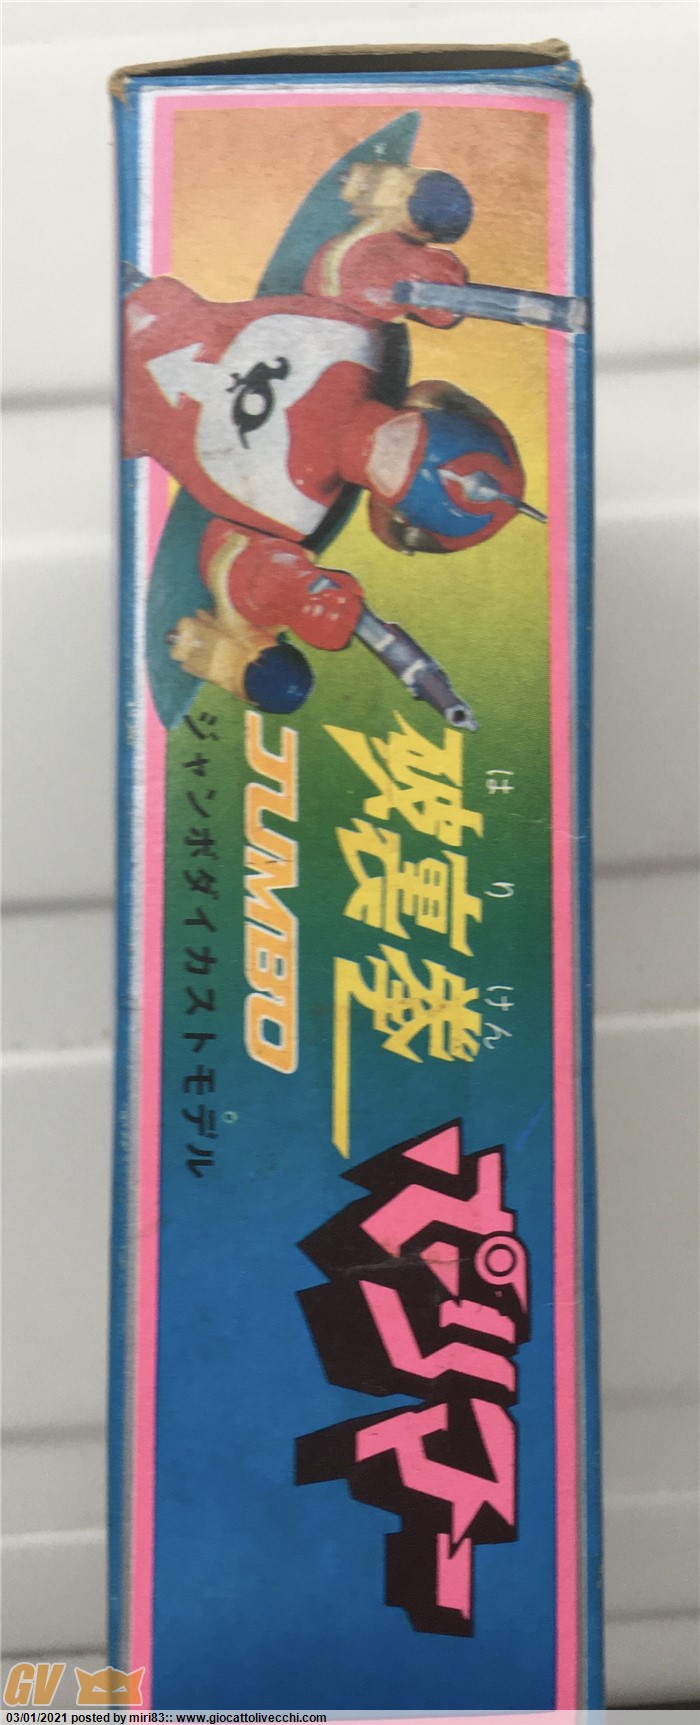 はりけん
破裏拳
ポリマー
JUMBO
ジャンボダイカストモデル
GV
03/01/2021 posted by miri83:: www.giocattolivecchi.com